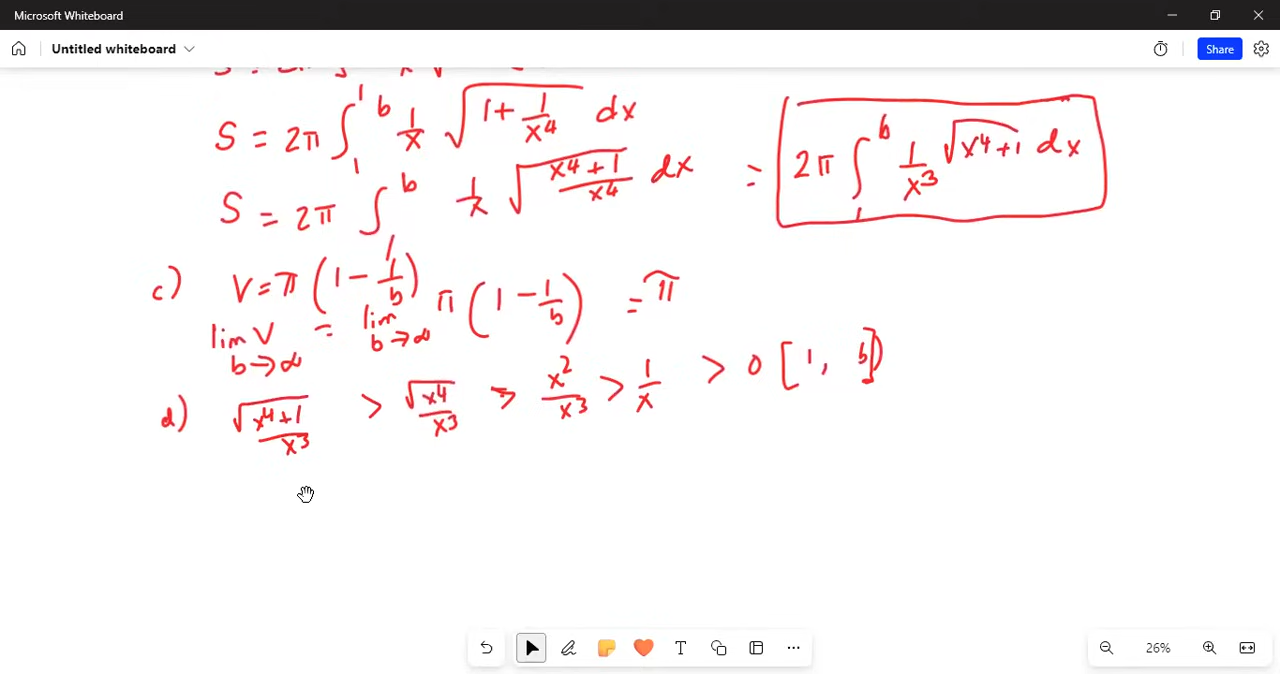 Microsoft Whiteboard
Untitled whiteboard
Share
S = 2π ∫₁ᵇ 1/x √(1 + 1/x⁴) dx
S = 2π ∫₁ᵇ 1/x √((x⁴+1)/x⁴) dx = 2π ∫₁ᵇ 1/x³ √(x⁴+1) dx
c) V = π (1 - 1/b)
lim V b→∞ = lim b→∞ π (1 - 1/b) = π
d) √(x⁴+1)/x³ > √x⁴/x³ > x²/x³ > 1/x > 0 [1, b])
T
26%